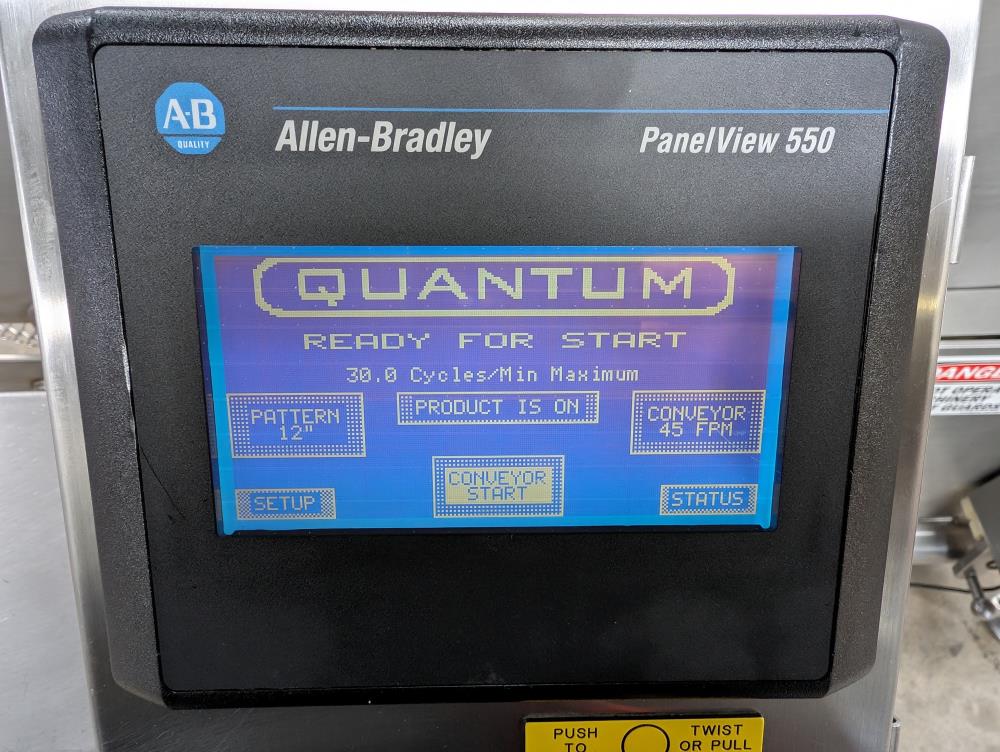 A·B
QUALITY
Allen-Bradley
PanelView 550
QUANTUM
READY FOR START
30.0 Cycles/Min Maximum
PATTERN
12"
PRODUCT IS ON
CONVEYOR
45 FPM
SETUP
CONVEYOR
START
STATUS
PUSH
TO
TWIST
OR PULL